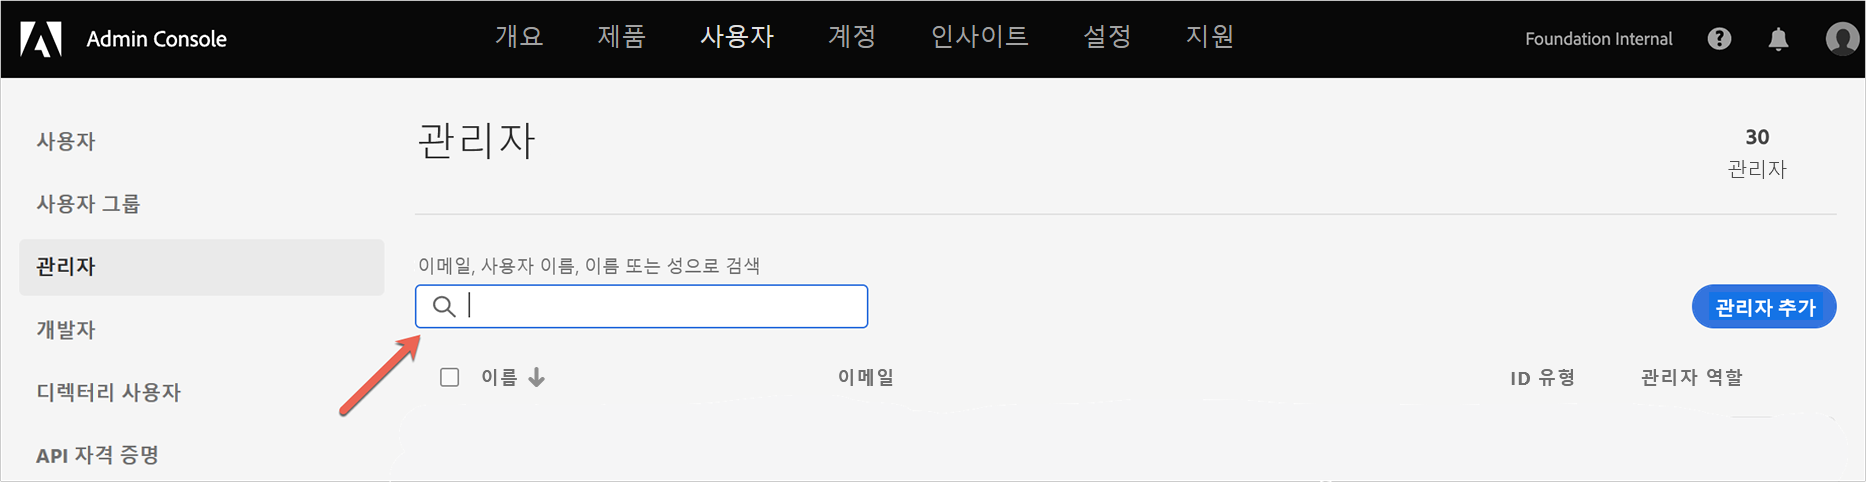 Admin Console 개요 제품 사용자 계정 인사이트 설정 지원 Foundation Internal
사용자
사용자 그룹
관리자
개발자
디렉터리 사용자
API 자격 증명
관리자
30
관리자
이메일, 사용자 이름, 이름 또는 성으로 검색
관리자 추가
이름 이메일 ID 유형 관리자 역할